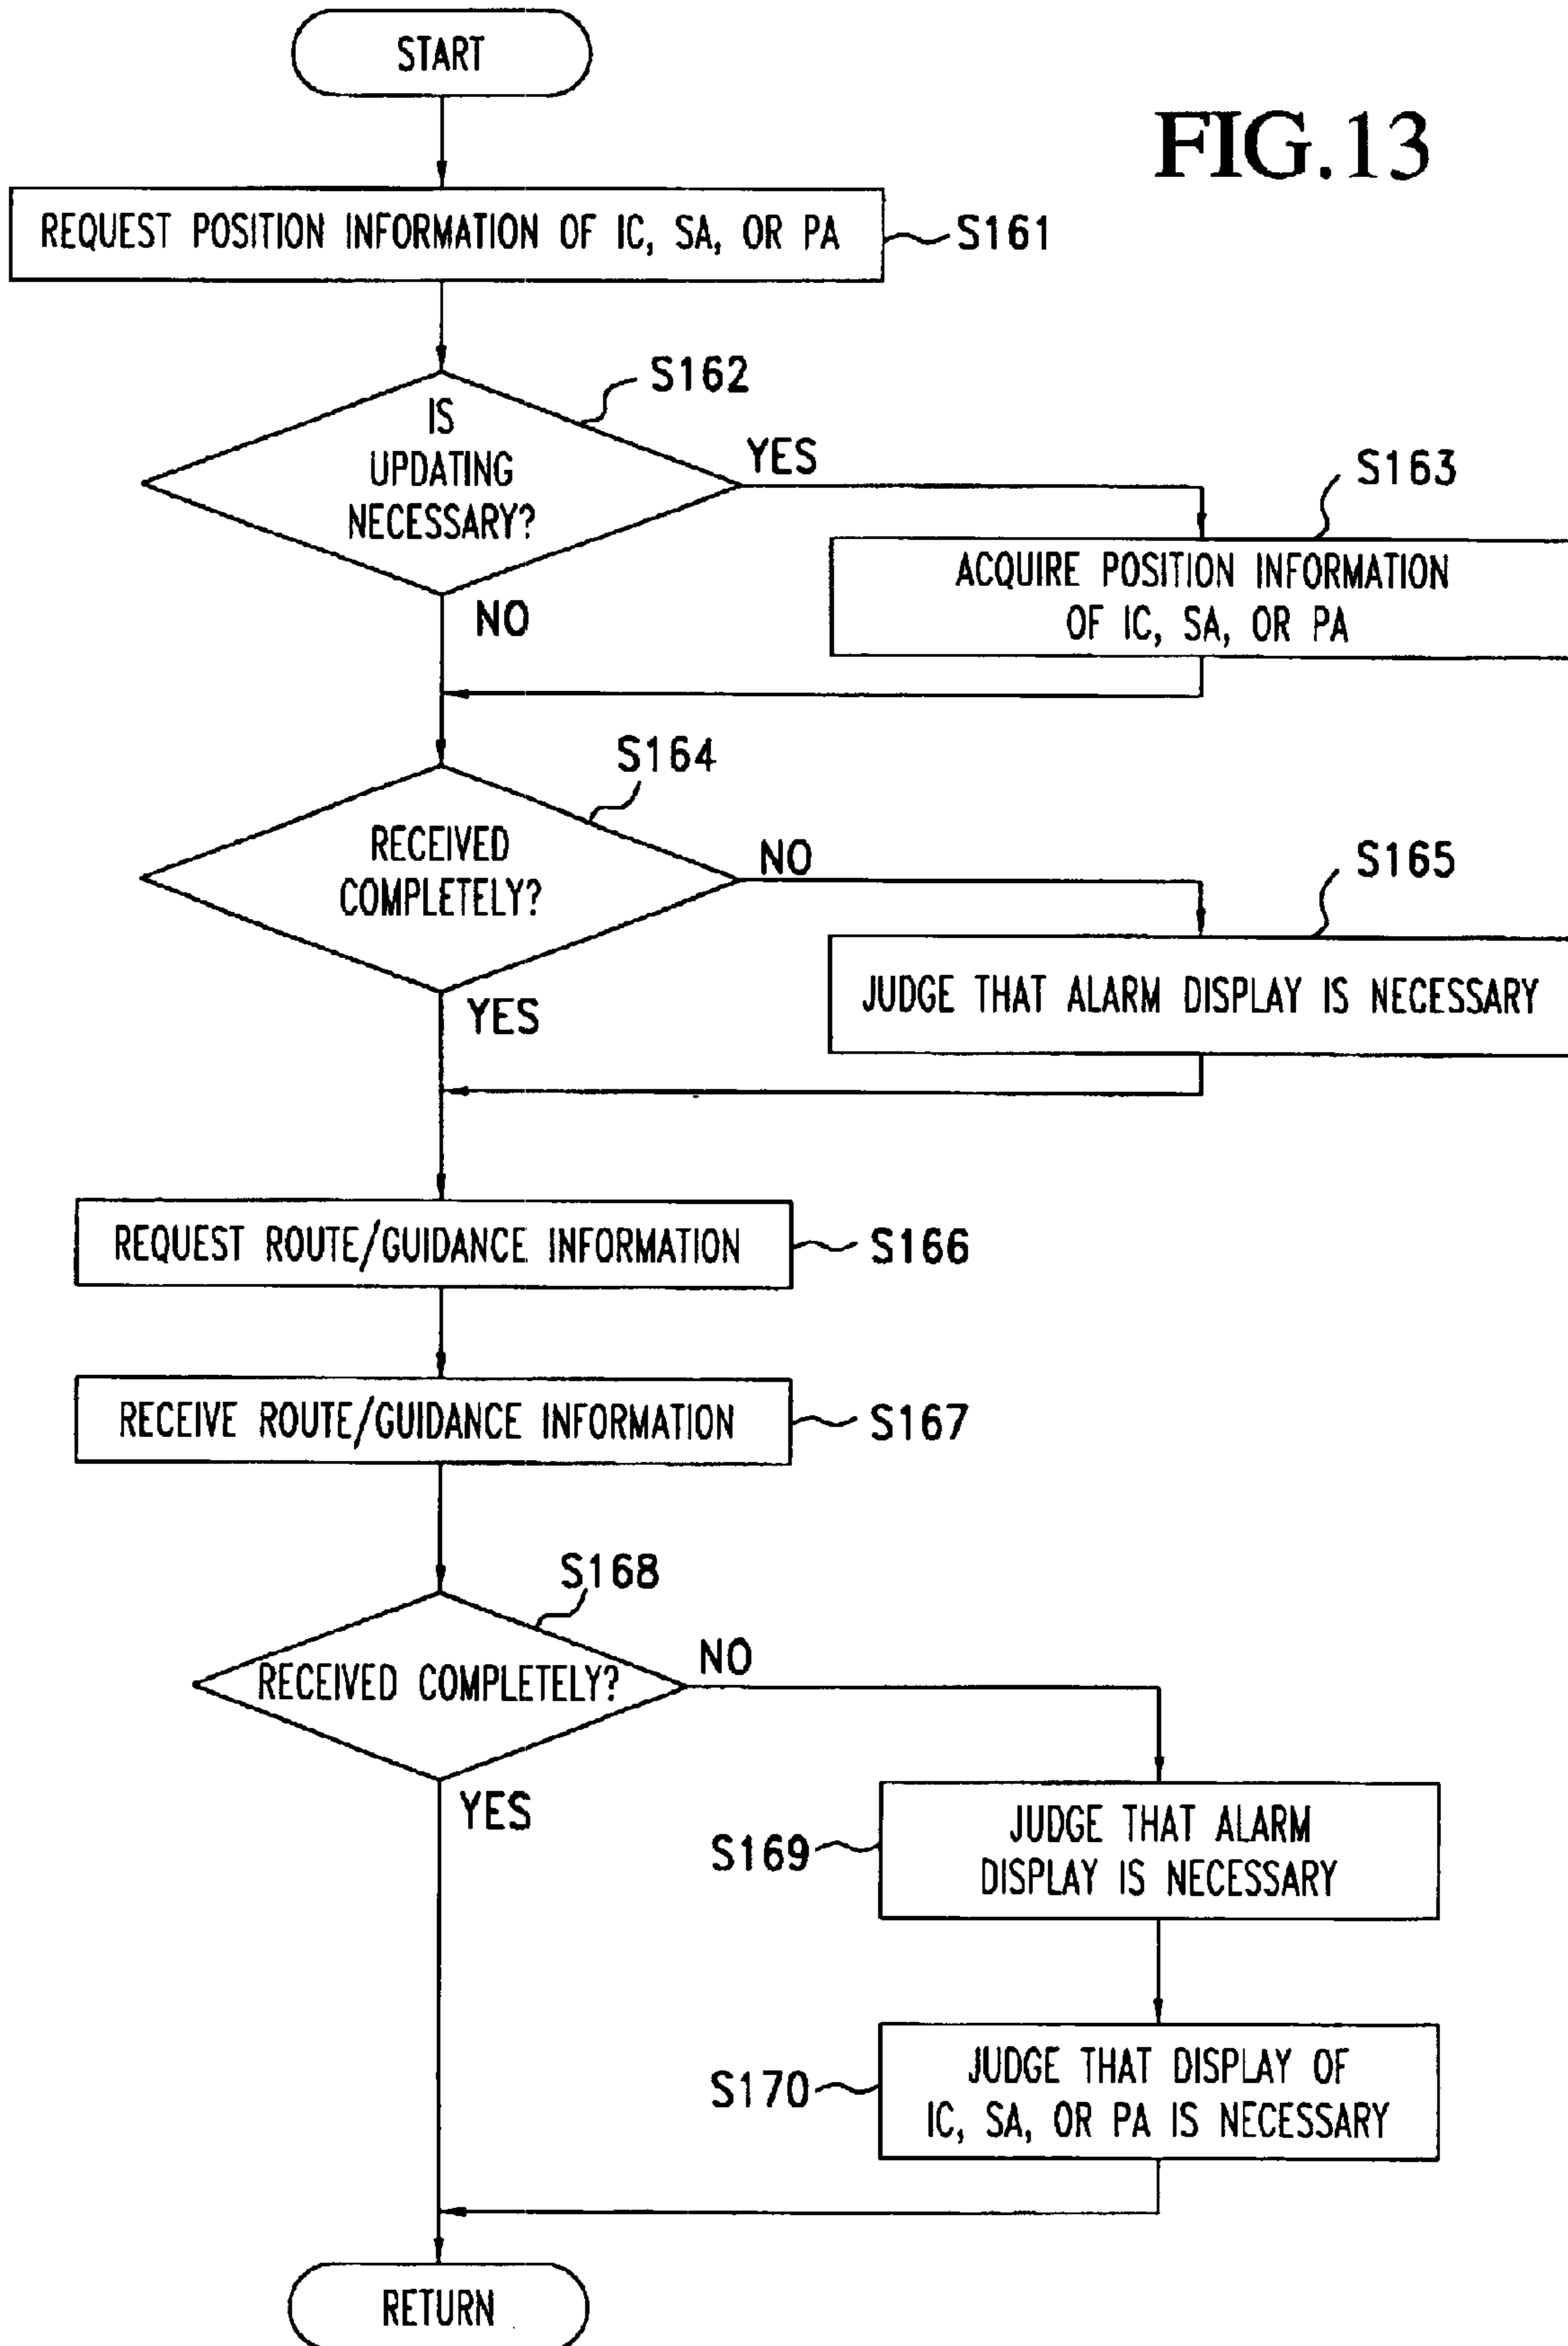 START
FIG.13
REQUEST POSITION INFORMATION OF IC, SA, OR PA
S161
S162
IS
UPDATING
NECESSARY?
YES
S163
ACQUIRE POSITION INFORMATION
OF IC, SA, OR PA
NO
S164
RECEIVED
COMPLETELY?
NO
S165
JUDGE THAT ALARM DISPLAY IS NECESSARY
YES
REQUEST ROUTE/GUIDANCE INFORMATION
S166
RECEIVE ROUTE/GUIDANCE INFORMATION
S167
S168
RECEIVED COMPLETELY?
NO
YES
JUDGE THAT ALARM
DISPLAY IS NECESSARY
S169
JUDGE THAT DISPLAY OF
IC, SA, OR PA IS NECESSARY
S170
RETURN